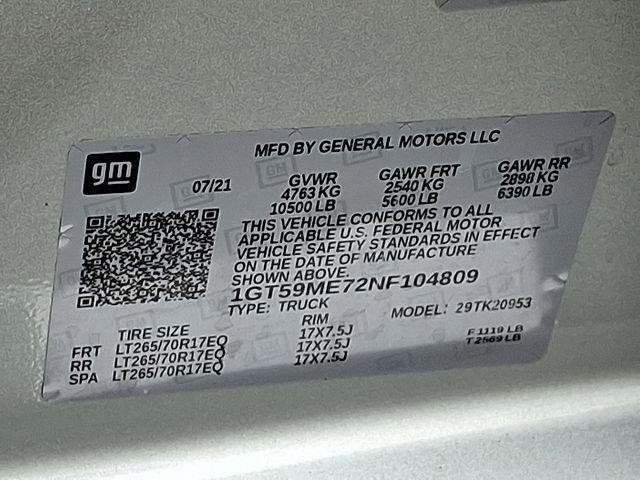 MFD BY GENERAL MOTORS LLC
gm
07/21
GVWR GAWR FRT GAWR RR
4763 KG 2540 KG 2898 KG
10500 LB 5600 LB 6390 LB
THIS VEHICLE CONFORMS TO ALL
APPLICABLE U.S. FEDERAL MOTOR
VEHICLE SAFETY STANDARDS IN EFFECT
ON THE DATE OF MANUFACTURE
SHOWN ABOVE.
1GT59ME72NF104809
TYPE: TRUCK MODEL: 29TK20953
TIRE SIZE RIM
FRT LT265/70R17EQ 17X7.5J F 1119 LB
RR LT265/70R17EQ 17X7.5J T 2569 LB
SPA LT265/70R17EQ 17X7.5J